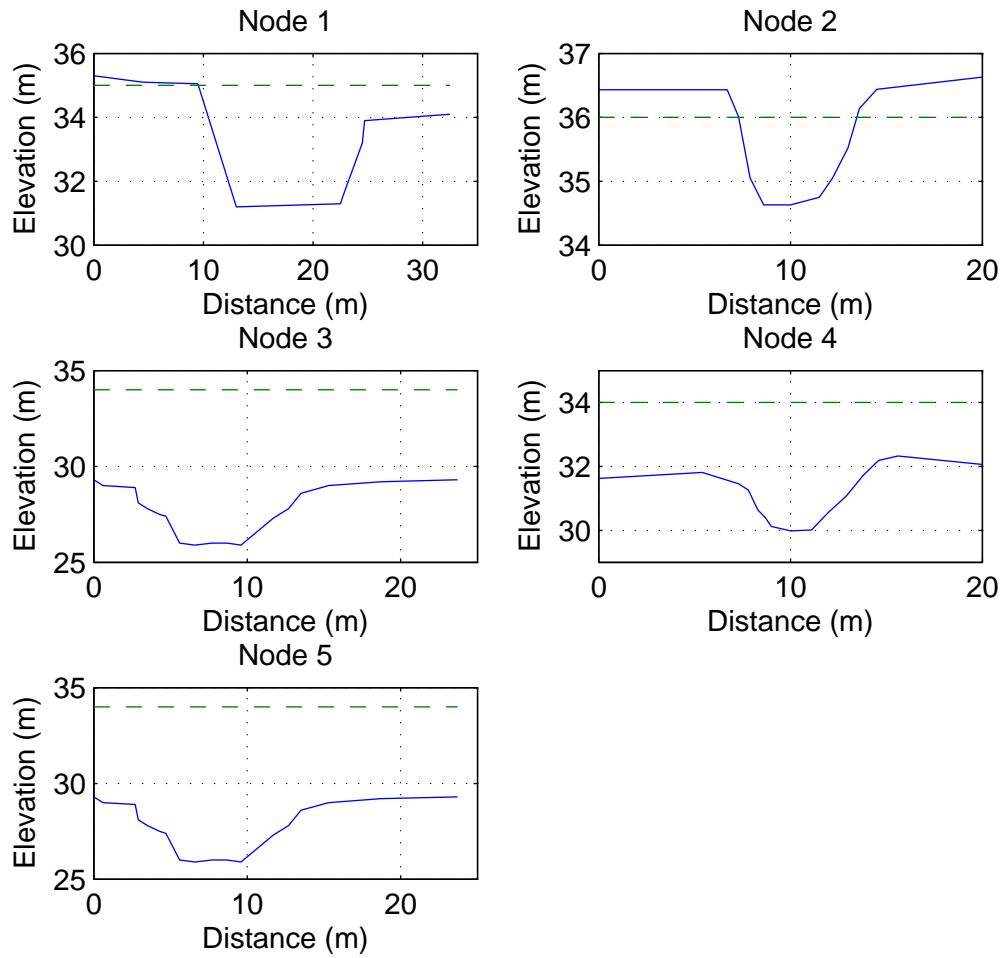 Node 1
Elevation (m)
36
34
32
30
0
10
20
30
Distance (m)
Node 2
Elevation (m)
37
36
35
34
0
10
20
Distance (m)
Node 3
Elevation (m)
35
30
25
0
10
20
Distance (m)
Node 4
Elevation (m)
34
32
30
0
10
20
Distance (m)
Node 5
Elevation (m)
35
30
25
0
10
20
Distance (m)